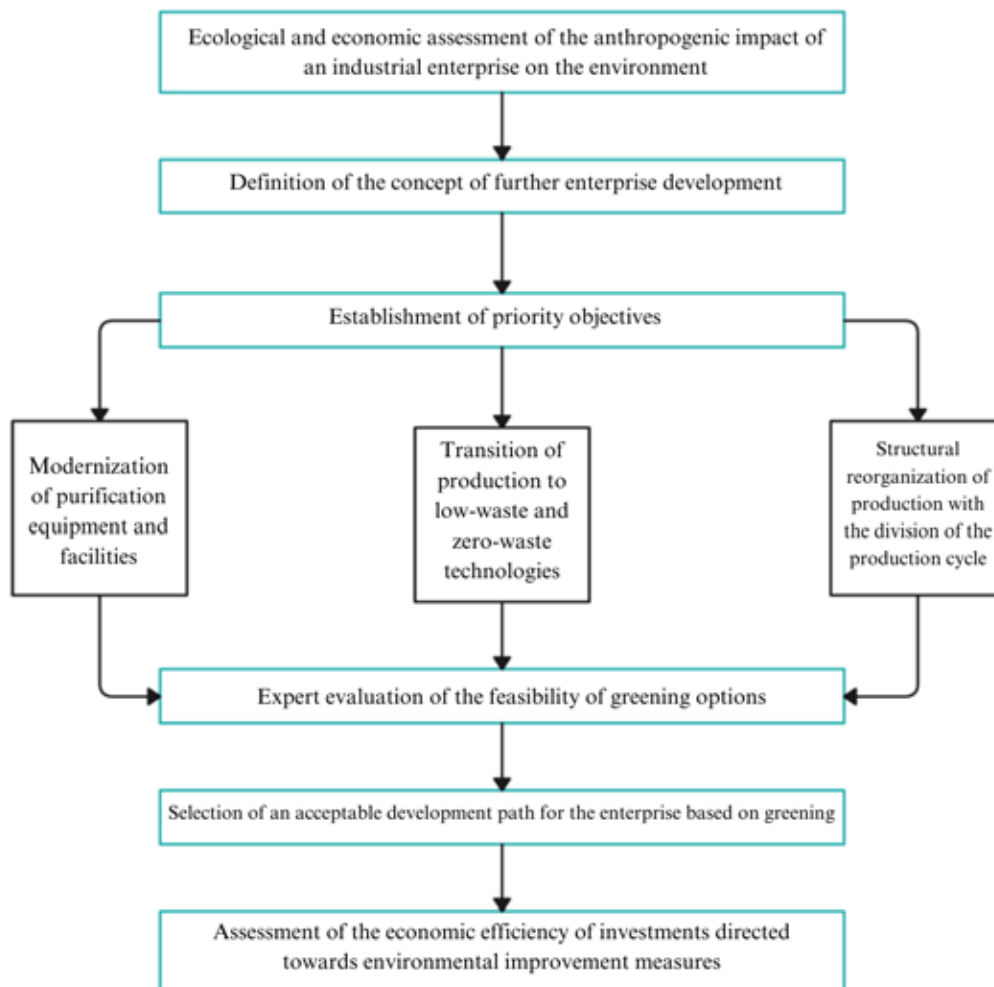 Ecological and economic assessment of the anthropogenic impact of
an industrial enterprise on the environment
Definition of the concept of further enterprise development
Establishment of priority objectives
Modernization
of purification
equipment and
facilities
Transition of
production to
low-waste and
zero-waste
technologies
Structural
reorganization of
production with
the division of the
production cycle
Expert evaluation of the feasibility of greening options
Selection of an acceptable development path for the enterprise based on greening
Assessment of the economic efficiency of investments directed
towards environmental improvement measures